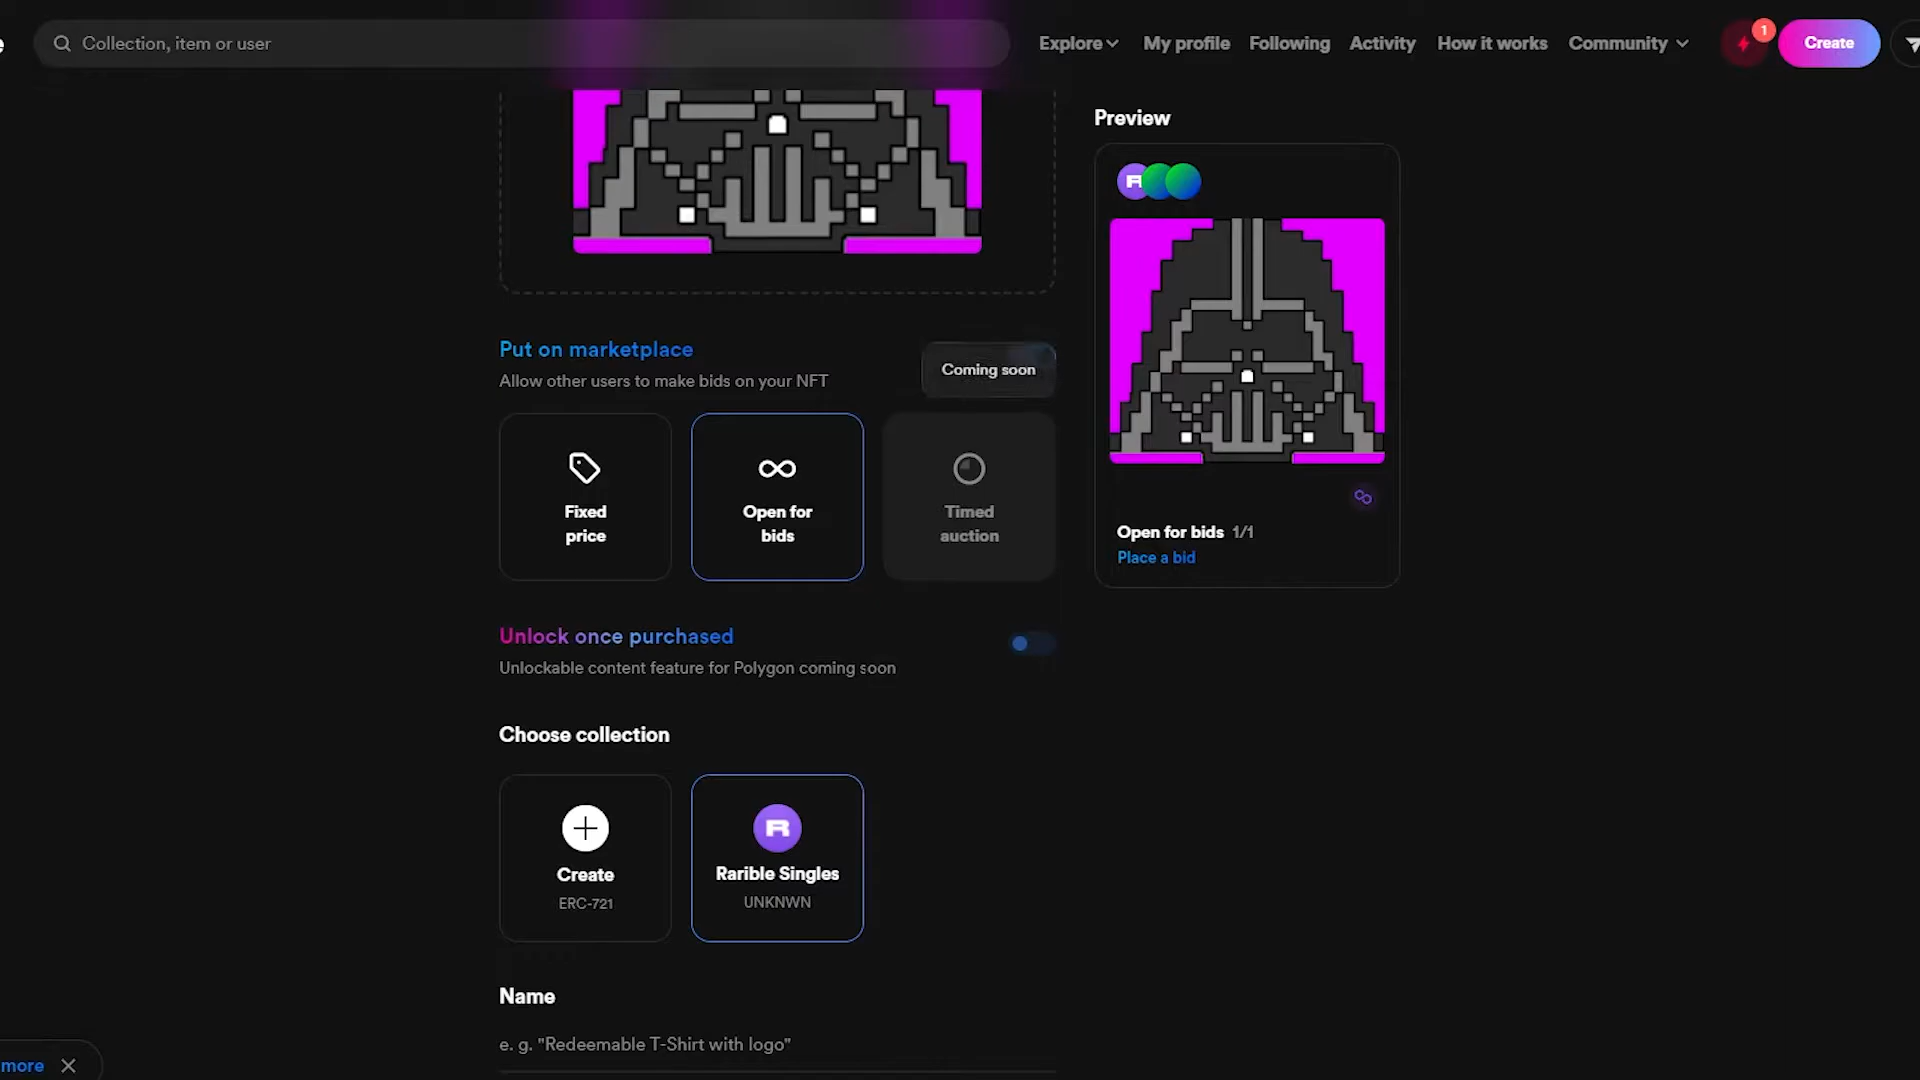 Collection, item or user
Explore
My profile
Following
Activity
How it works
Community
1
Create
Preview
Put on marketplace
Allow other users to make bids on your NFT
Coming soon
Fixed
price
Open for
bids
Timed
auction
Open for bids 1/1
Place a bid
Unlock once purchased
Unlockable content feature for Polygon coming soon
Choose collection
Create
ERC-721
R
Rarible Singles
UNKNWN
Name
e. g. "Redeemable T-Shirt with logo"
more